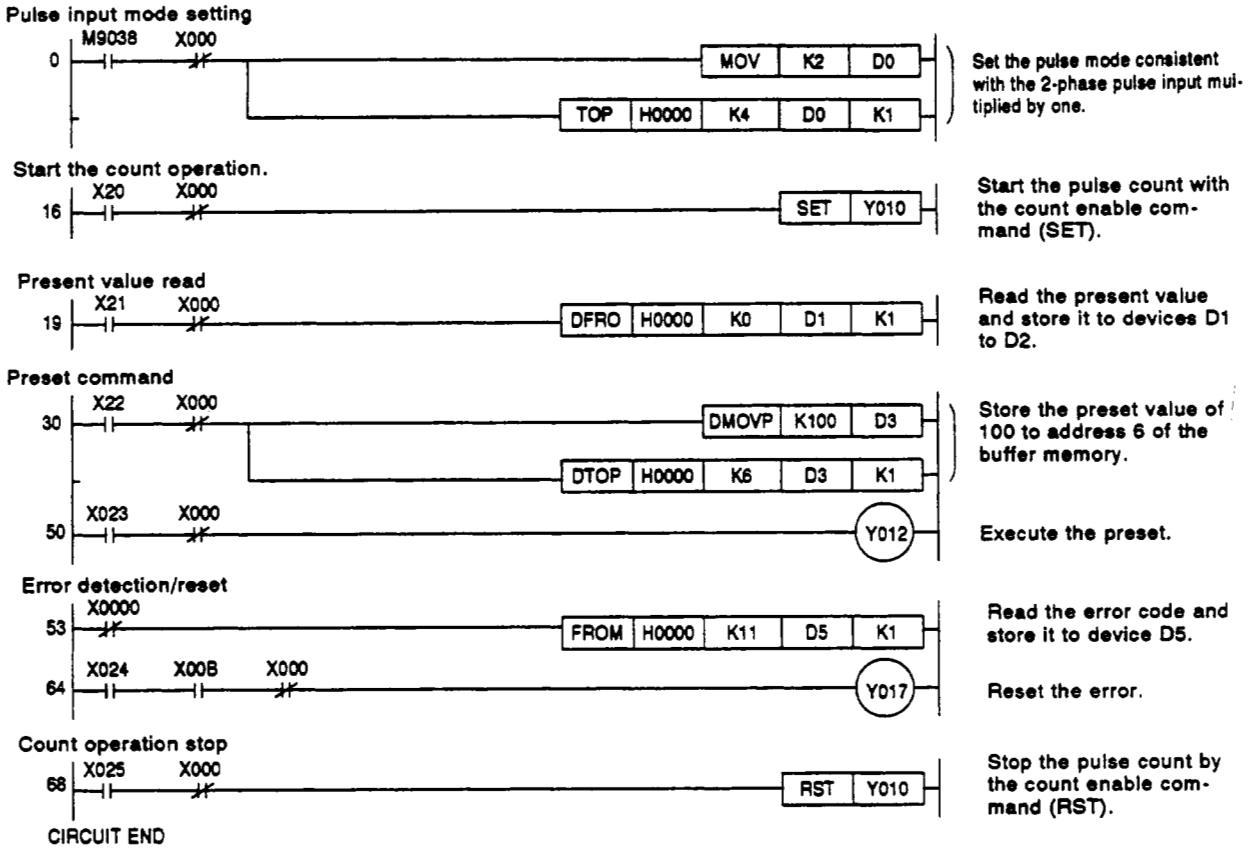 Pulse input mode setting
M9038 X000
0 MOV K2 D0
TOP H0000 K4 D0 K1
Set the pulse mode consistent
with the 2-phase pulse input mul-
tiplied by one.
Start the count operation.
X20 X000
16 SET Y010
Start the pulse count with
the count enable com-
mand (SET).
Present value read
X21 X000
19 DFRO H0000 K0 D1 K1
Read the present value
and store it to devices D1
to D2.
Preset command
X22 X000
30 DMOVP K100 D3
DTOP H0000 K6 D3 K1
Store the preset value of
100 to address 6 of the
buffer memory.
X023 X000
50 Y012
Execute the preset.
Error detection/reset
X0000
53 FROM H0000 K11 D5 K1
Read the error code and
store it to device D5.
X024 X00B X000
64 Y017
Reset the error.
Count operation stop
X025 X000
68 RST Y010
Stop the pulse count by
the count enable com-
mand (RST).
CIRCUIT END